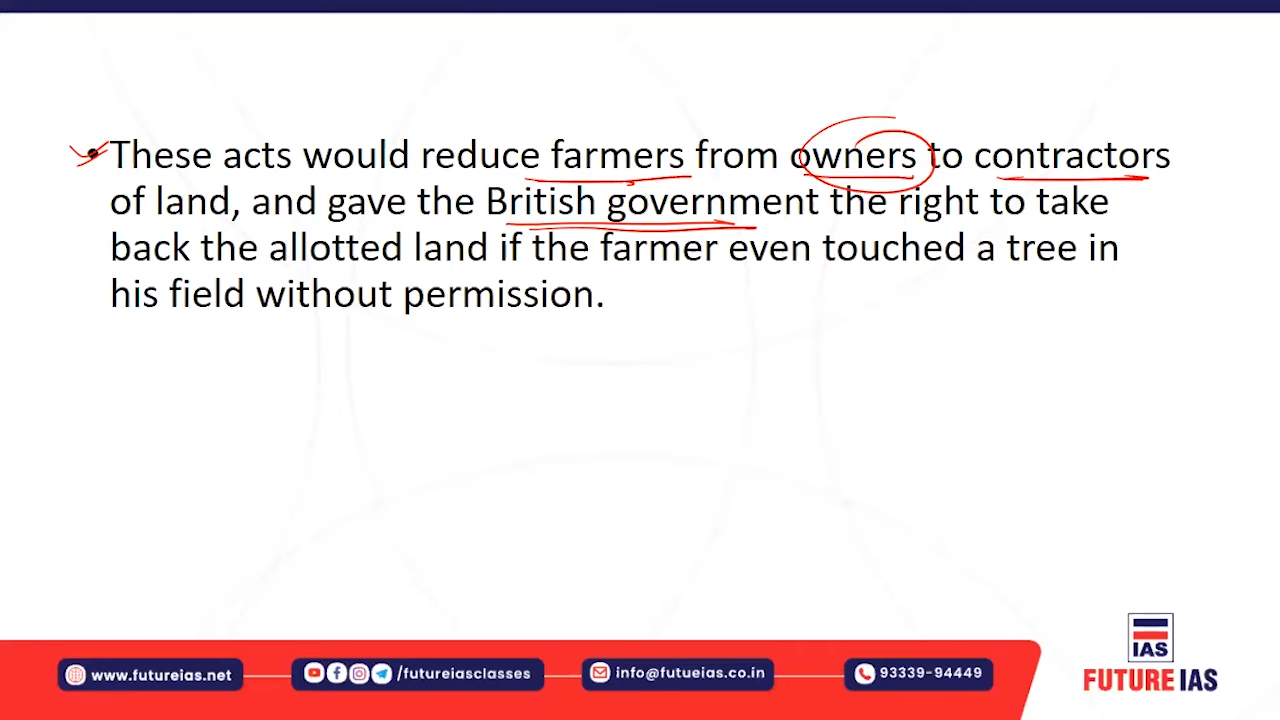 • These acts would reduce farmers from owners to contractors
of land, and gave the British government the right to take
back the allotted land if the farmer even touched a tree in
his field without permission.
www.futureias.net
/futureiasclasses
info@futueias.co.in
93339-94449
IAS
FUTURE IAS